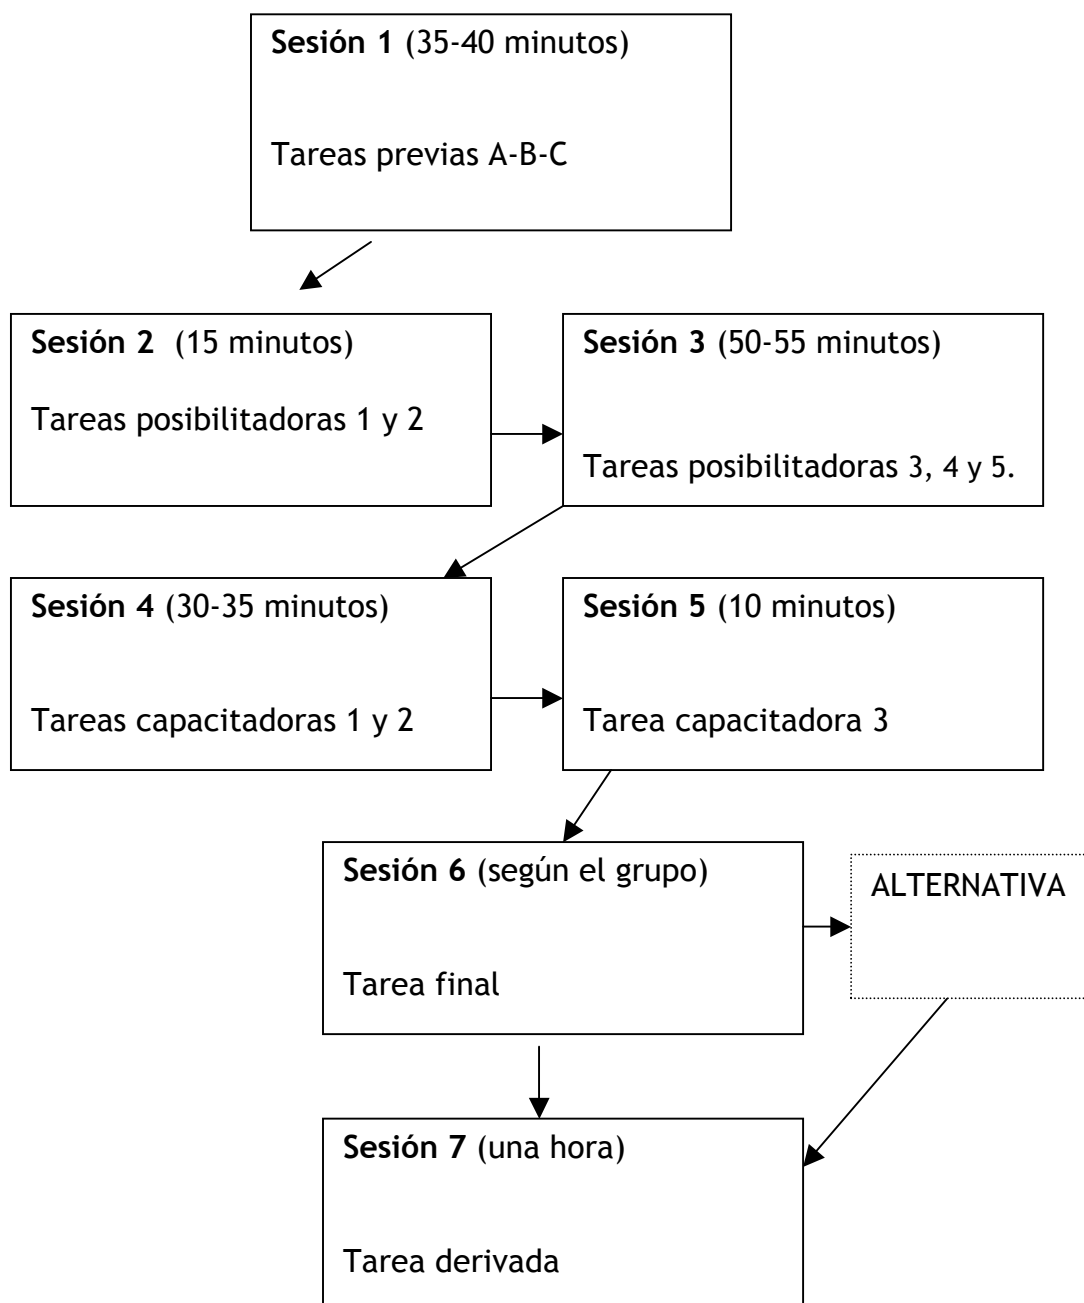 Sesión 1 (35-40 minutos)
Tareas previas A-B-C
Sesión 2 (15 minutos)
Tareas posibilitadoras 1 y 2
Sesión 3 (50-55 minutos)
Tareas posibilitadoras 3, 4 y 5.
Sesión 4 (30-35 minutos)
Tareas capacitadoras 1 y 2
Sesión 5 (10 minutos)
Tarea capacitadora 3
Sesión 6 (según el grupo)
Tarea final
ALTERNATIVA
Sesión 7 (una hora)
Tarea derivada